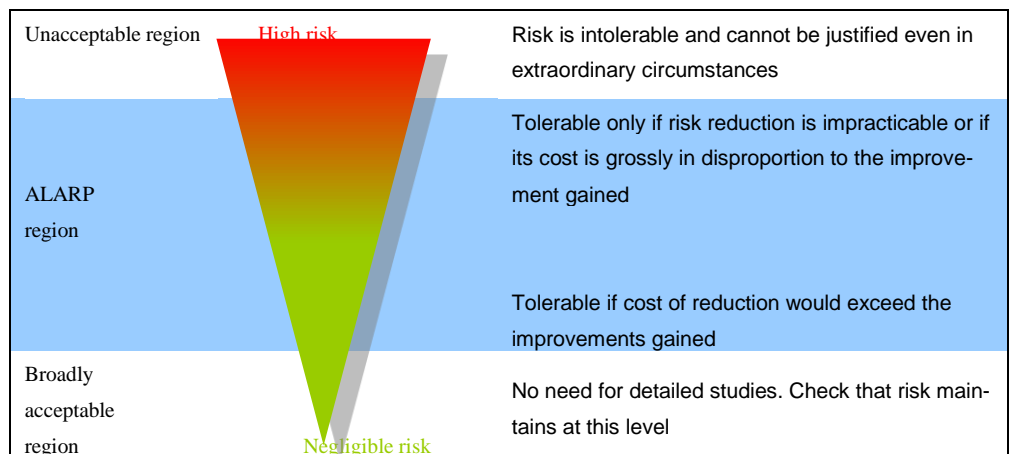 Unacceptable region
High risk
Risk is intolerable and cannot be justified even in
extraordinary circumstances
ALARP
region
Tolerable only if risk reduction is impracticable or if
its cost is grossly in disproportion to the improve-
ment gained
Tolerable if cost of reduction would exceed the
improvements gained
Broadly
acceptable
region
Negligible risk
No need for detailed studies. Check that risk main-
tains at this level